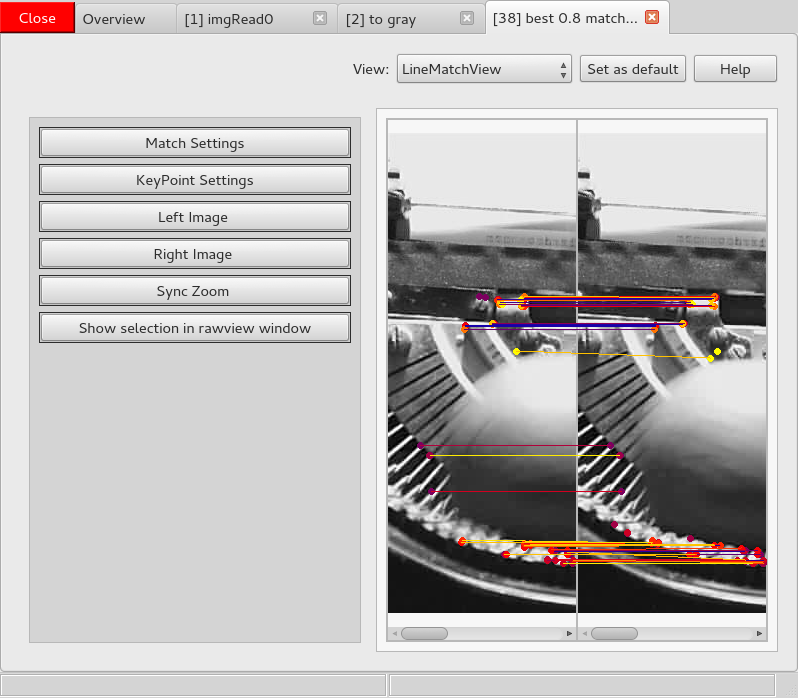 Close
Overview
[1] imgRead0
[2] to gray
[38] best 0.8 match...
View:
LineMatchView
Set as default
Help
Match Settings
KeyPoint Settings
Left Image
Right Image
Sync Zoom
Show selection in rawview window